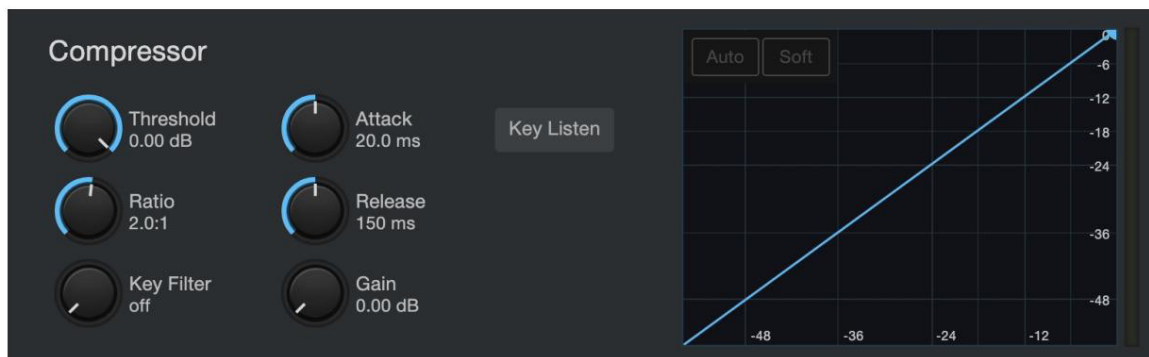 Compressor
Threshold
0.00 dB
Attack
20.0 ms
Key Listen
Ratio
2.0:1
Release
150 ms
Key Filter
off
Gain
0.00 dB
Auto
Soft
0
-6
-12
-18
-24
-36
-48
-48
-36
-24
-12